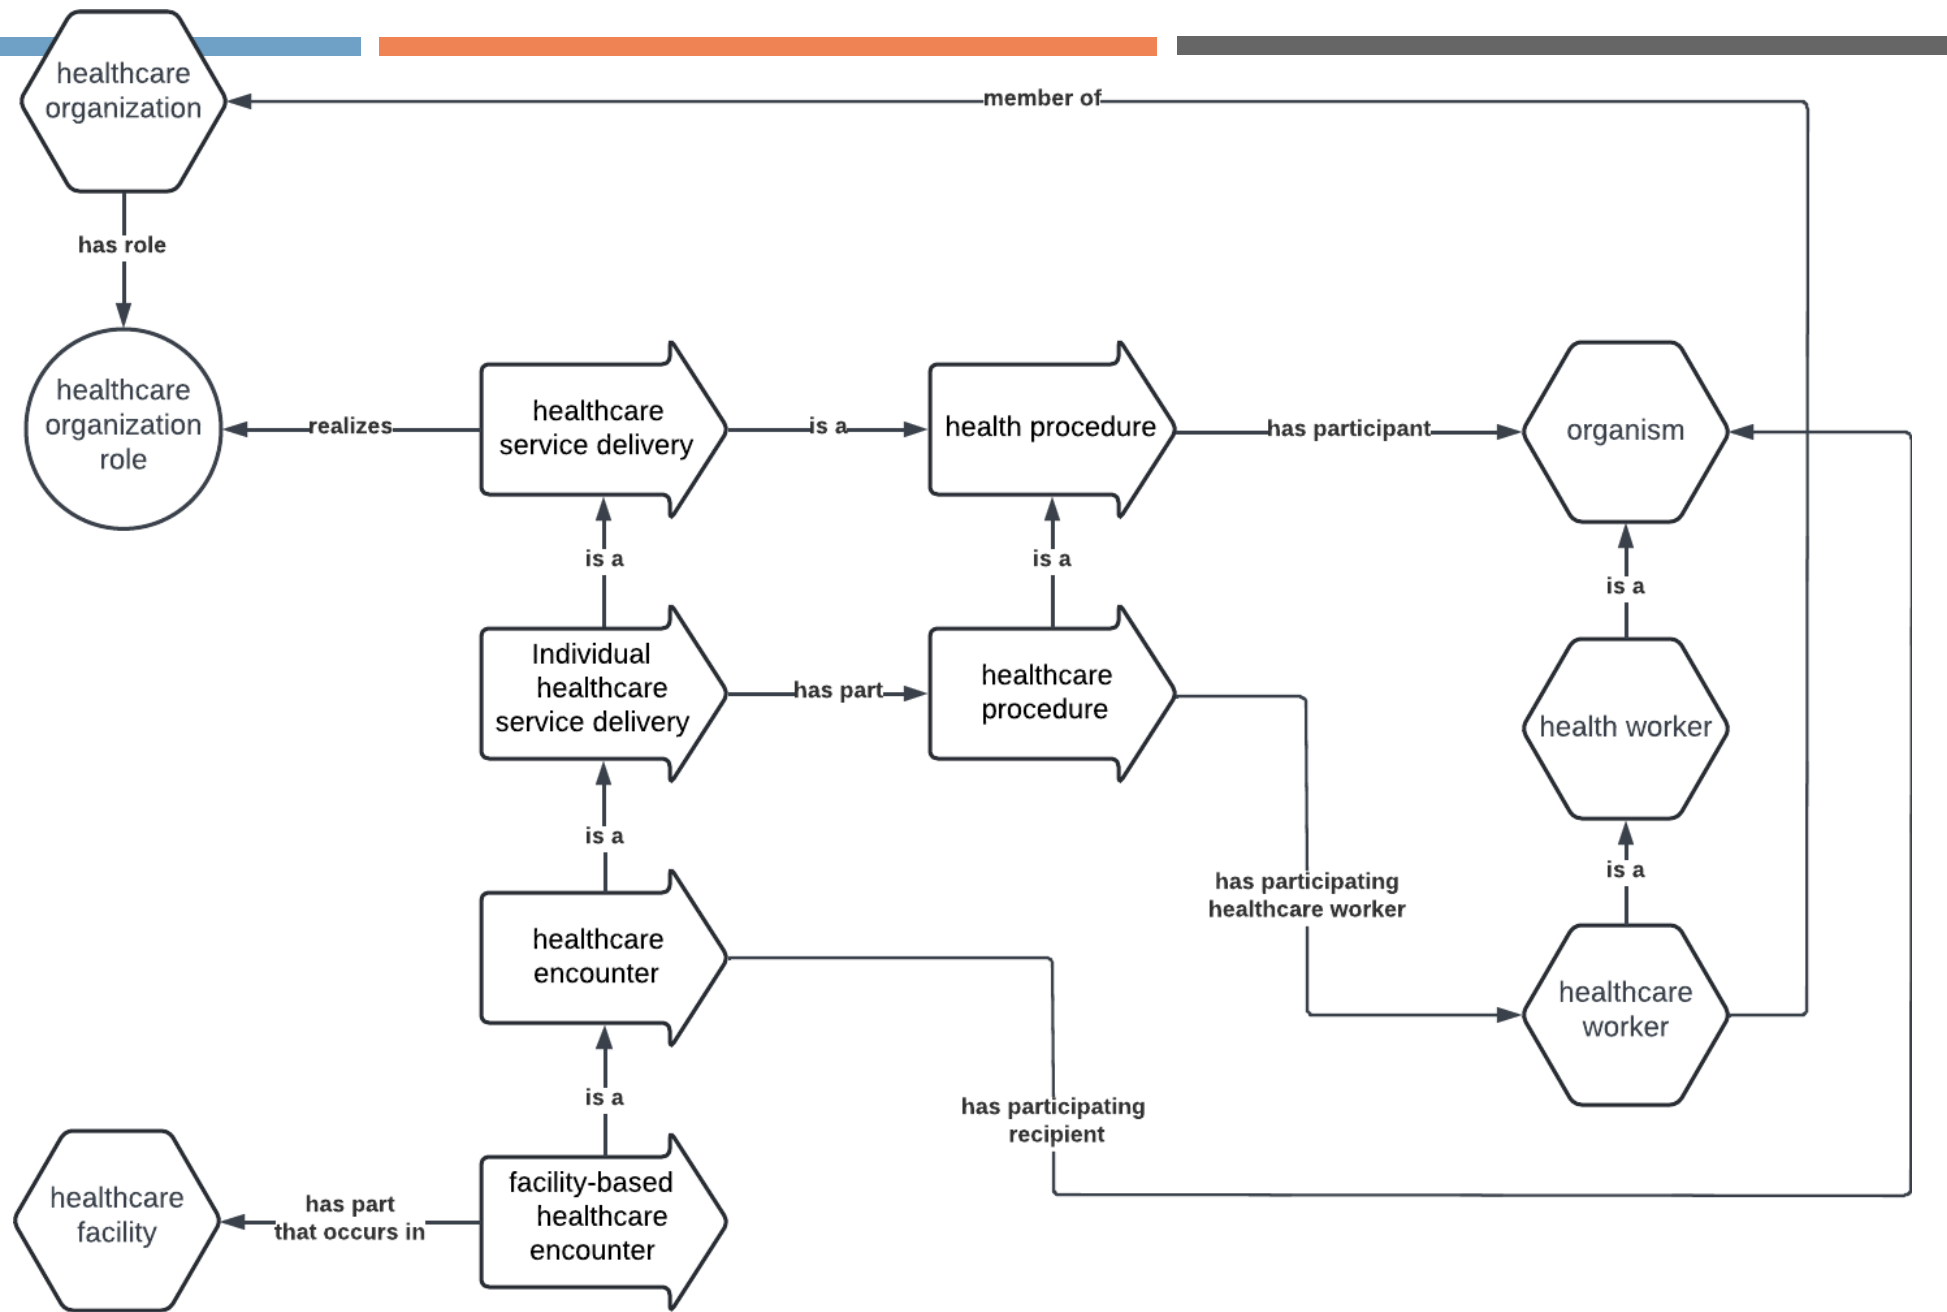 healthcare
organization
member of
has role
healthcare
organization
role
realizes
healthcare
service delivery
is a
health procedure
has participant
organism
is a
is a
is a
Individual
healthcare
service delivery
has part
healthcare
procedure
health worker
is a
is a
has participating
healthcare worker
healthcare
encounter
healthcare
worker
is a
has participating
recipient
healthcare
facility
has part
that occurs in
facility-based
healthcare
encounter